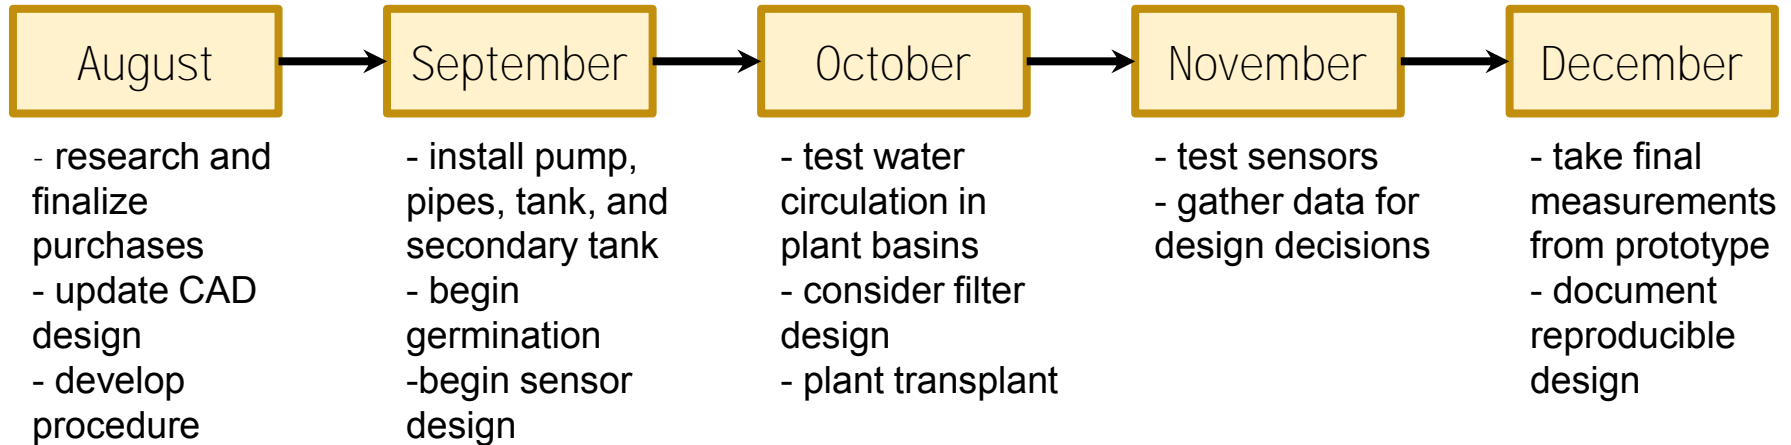 August
- research and
finalize
purchases
- update CAD
design
- develop
procedure
September
- install pump,
pipes, tank, and
secondary tank
- begin
germination
-begin sensor
design
October
- test water
circulation in
plant basins
- consider filter
design
- plant transplant
November
- test sensors
- gather data for
design decisions
December
- take final
measurements
from prototype
- document
reproducible
design